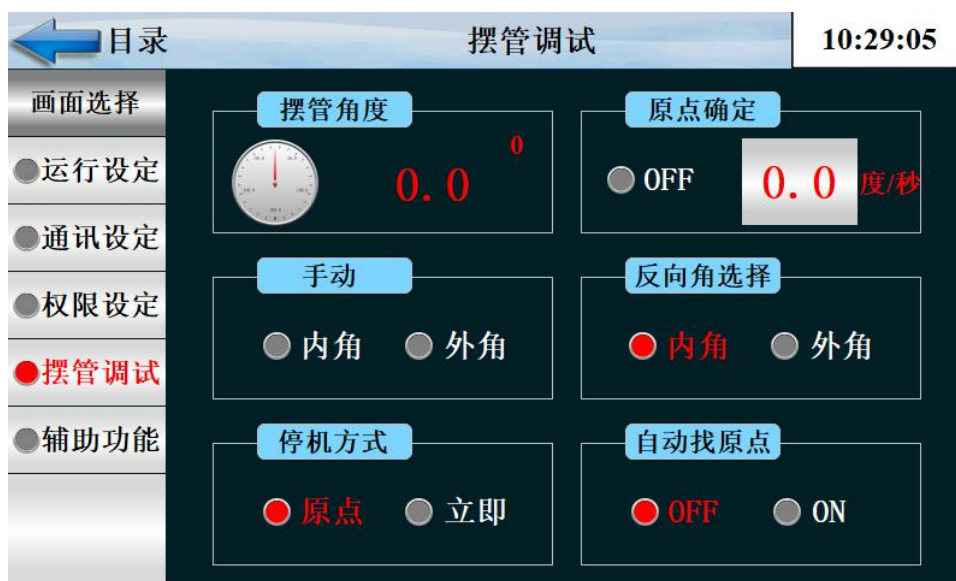 目录
摆管调试
10:29:05
画面选择
运行设定
通讯设定
权限设定
摆管调试
辅助功能
摆管角度
0.0
0
原点确定
OFF
0.0
度/秒
手动
内角
外角
反向角选择
内角
外角
停机方式
原点
立即
自动找原点
OFF
ON